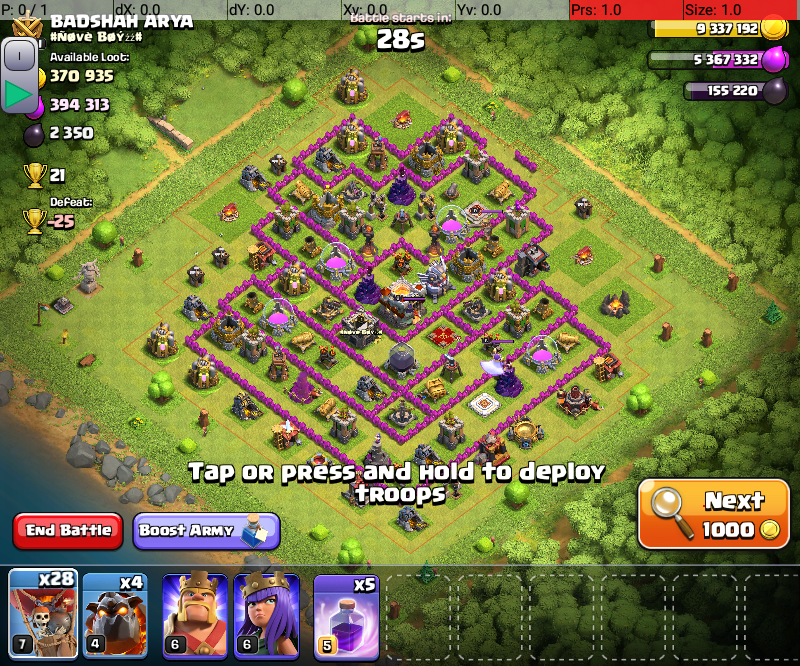 P: 0 / 1 dX: 0.0 dY: 0.0 Xy: 0.0 Yv: 0.0 Prs: 1.0 Size: 1.0
BADSHAH ARYA
Battle starts in:
28s
Available Loot:
370 935
394 313
2 350
21
Defeat:
-25
9 337 192
5 367 332
155 220
Tap or press and hold to deploy
troops
End Battle
Boost Army
Next
1000
x28
7
x4
4
6
6
x5
5